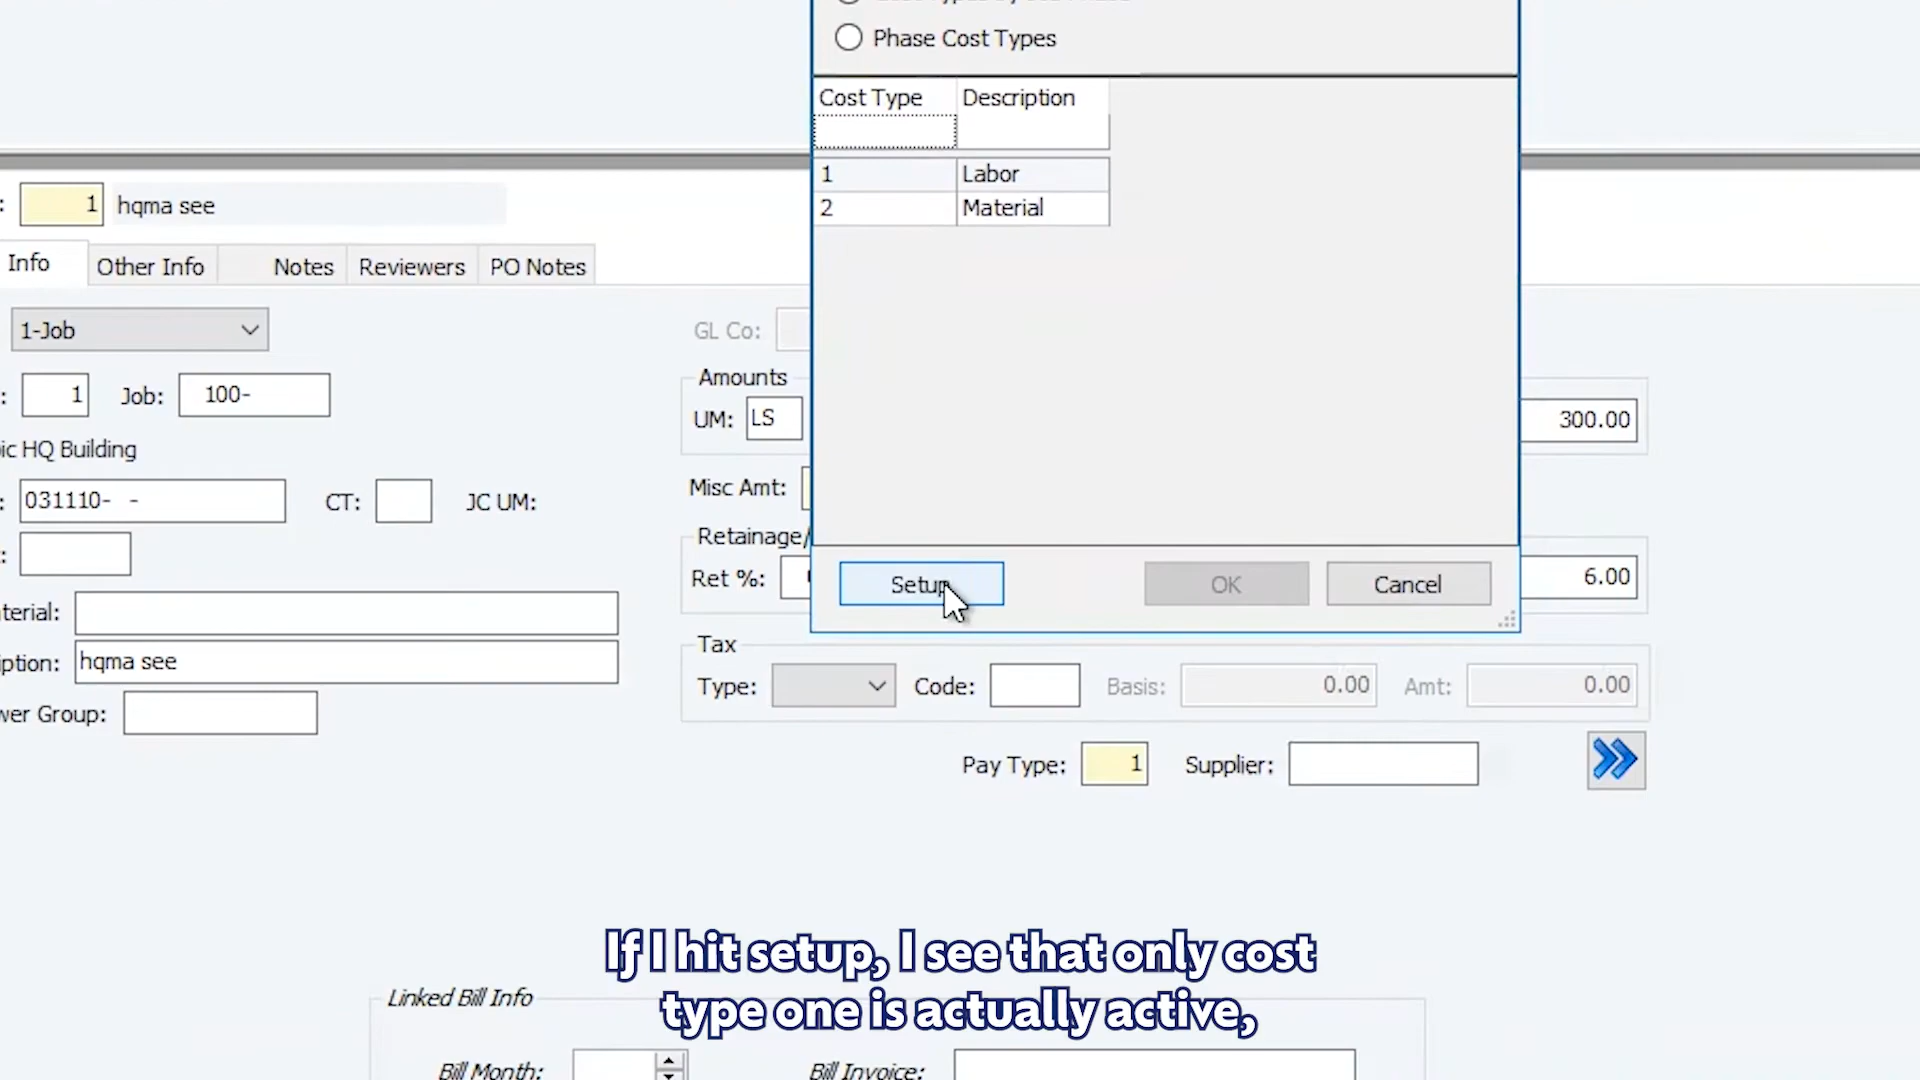 Phase Cost Types
Cost Type Description
1 Labor
2 Material
: 1 hqma see
Info Other Info Notes Reviewers PO Notes
1-Job
GL Co:
: 1 Job: 100-
Amounts
UM: LS
300.00
ic HQ Building
: 031110- - CT: JC UM:
Misc Amt:
:
Retainage/
Ret %:
6.00
Setup OK Cancel
terial:
iption: hqma see
wer Group:
Tax
Type: Code: Basis: 0.00 Amt: 0.00
Pay Type: 1 Supplier:
If I hit setup, I see that only cost
type one is actually active,
Linked Bill Info
Bill Month: Bill Invoice: